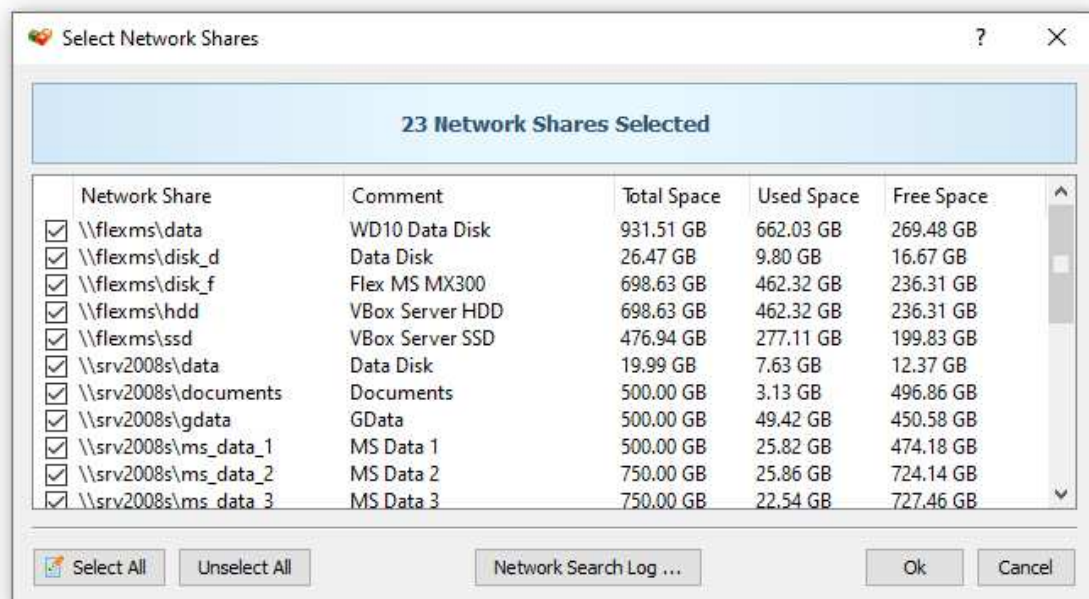 Select Network Shares ?
23 Network Shares Selected
Network Share Comment Total Space Used Space Free Space
\\flexms\data WD10 Data Disk 931.51 GB 662.03 GB 269.48 GB
\\flexms\disk_d Data Disk 26.47 GB 9.80 GB 16.67 GB
\\flexms\disk_f Flex MS MX300 698.63 GB 462.32 GB 236.31 GB
\\flexms\hdd VBox Server HDD 698.63 GB 462.32 GB 236.31 GB
\\flexms\ssd VBox Server SSD 476.94 GB 277.11 GB 199.83 GB
\\srv2008s\data Data Disk 19.99 GB 7.63 GB 12.37 GB
\\srv2008s\documents Documents 500.00 GB 3.13 GB 496.86 GB
\\srv2008s\gdata GData 500.00 GB 49.42 GB 450.58 GB
\\srv2008s\ms_data_1 MS Data 1 500.00 GB 25.82 GB 474.18 GB
\\srv2008s\ms_data_2 MS Data 2 750.00 GB 25.86 GB 724.14 GB
\\srv2008s\ms_data_3 MS Data 3 750.00 GB 22.54 GB 727.46 GB
Select All Unselect All Network Search Log ... Ok Cancel